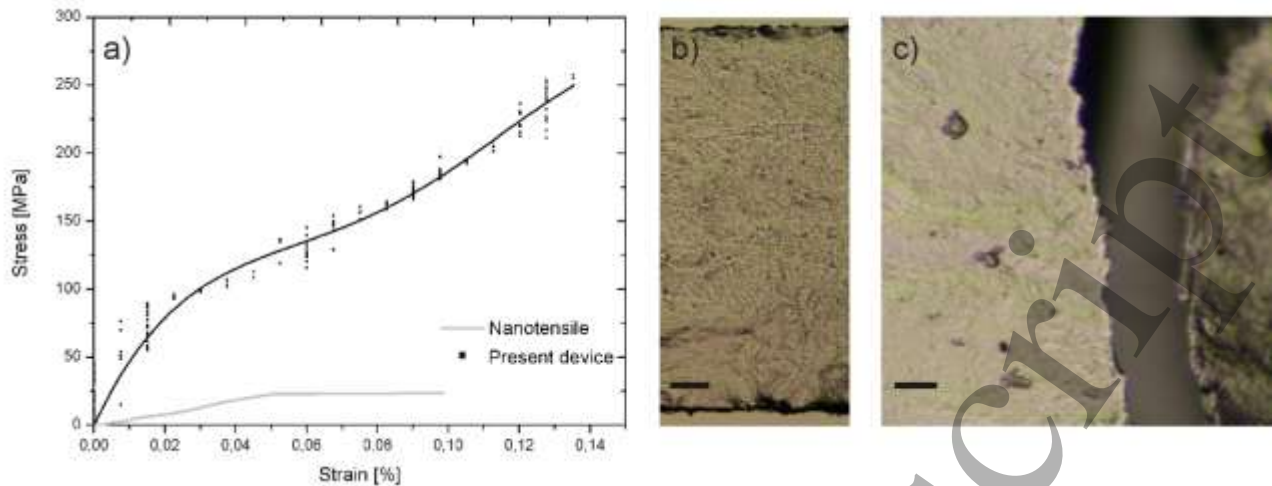 300
a)
b)
c)
250
200
Stress [MPa]
150
100
Nanotensile
50
Present device
0
0,00 0,02 0,04 0,06 0,08 0,10 0,12 0,14
Strain [%]
script